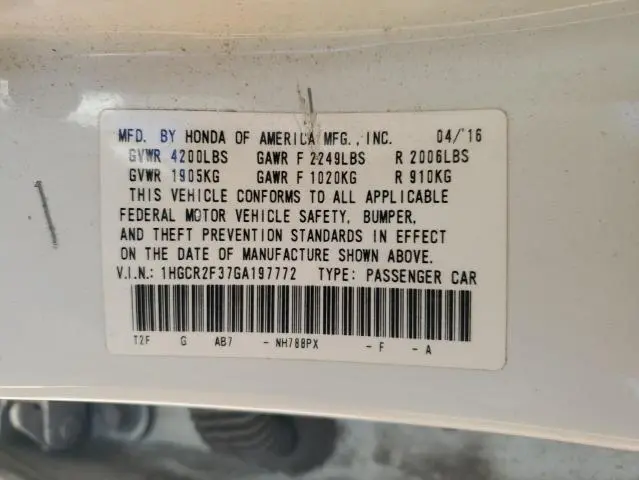 MFD. BY HONDA OF AMERICA MFG., INC. 04/'16
GVWR 4200LBS GAWR F 2249LBS R 2006LBS
GVWR 1905KG GAWR F 1020KG R 910KG
THIS VEHICLE CONFORMS TO ALL APPLICABLE
FEDERAL MOTOR VEHICLE SAFETY, BUMPER,
AND THEFT PREVENTION STANDARDS IN EFFECT
ON THE DATE OF MANUFACTURE SHOWN ABOVE.
V.I.N.: 1HGCR2F37GA197772 TYPE: PASSENGER CAR
T2F G AB7 - NH788PX - F - A